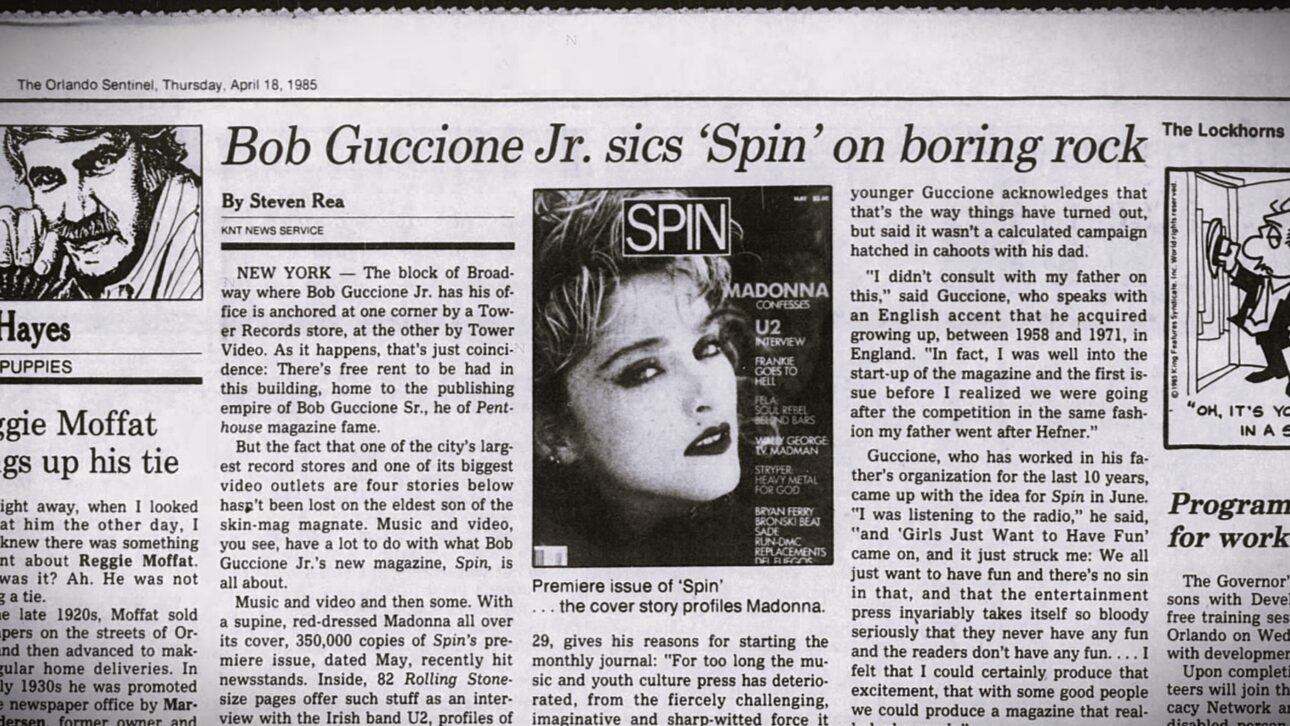 The Orlando Sentinel, Thursday, April 18, 1985
Hayes
PUPPIES
ggie Moffat
gs up his tie
ight away, when I looked
at him the other day, I
knew there was something
nt about Reggie Moffat.
was it? Ah. He was not
g a tie.
e late 1920s, Moffat sold
apers on the streets of Or-
and then advanced to mak-
gular home deliveries. In
ly 1930s he was promoted
e newspaper office by Mar-
dersen, former owner and
Bob Guccione Jr. sics 'Spin' on boring rock
By Steven Rea
KNT NEWS SERVICE
NEW YORK — The block of Broad-
way where Bob Guccione Jr. has his of-
fice is anchored at one corner by a Tow-
er Records store, at the other by Tower
Video. As it happens, that's just coinci-
dence: There's free rent to be had in
this building, home to the publishing
empire of Bob Guccione Sr., he of Pent-
house magazine fame.
But the fact that one of the city's larg-
est record stores and one of its biggest
video outlets are four stories below
hasn't been lost on the eldest son of the
skin-mag magnate. Music and video,
you see, have a lot to do with what Bob
Guccione Jr.'s new magazine, Spin, is
all about.
Music and video and then some. With
a supine, red-dressed Madonna all over
its cover, 350,000 copies of Spin's pre-
miere issue, dated May, recently hit
newsstands. Inside, 82 Rolling Stone-
size pages offer such stuff as an inter-
view with the Irish band U2, profiles of
SPIN
MADONNA
CONFESSES
U2
INTERVIEW
FRANKIE
GOES TO
HELL
FELA:
SOUL REBEL
BEHIND BARS
WALLY GEORGE:
TV MADMAN
STRYPER:
HEAVY METAL
FOR GOD
BRYAN FERRY
BRONSKI BEAT
SADE
RUN-DMC
REPLACEMENTS
DEL FUEGOS
Premiere issue of 'Spin'
. . . the cover story profiles Madonna.
29, gives his reasons for starting the
monthly journal: "For too long the mu-
sic and youth culture press has deterio-
rated, from the fiercely challenging,
imaginative and sharp-witted force it
younger Guccione acknowledges that
that's the way things have turned out,
but said it wasn't a calculated campaign
hatched in cahoots with his dad.
"I didn't consult with my father on
this," said Guccione, who speaks with
an English accent that he acquired
growing up, between 1958 and 1971, in
England. "In fact, I was well into the
start-up of the magazine and the first is-
sue before I realized we were going
after the competition in the same fash-
ion my father went after Hefner."
Guccione, who has worked in his fa-
ther's organization for the last 10 years,
came up with the idea for Spin in June.
"I was listening to the radio," he said,
"and 'Girls Just Want to Have Fun'
came on, and it just struck me: We all
just want to have fun and there's no sin
in that, and that the entertainment
press invariably takes itself so bloody
seriously that they never have any fun
and the readers don't have any fun. . . . I
felt that I could certainly produce that
excitement, that with some good people
we could produce a magazine that real-
The Lockhorns
©1985 King Features Syndicate, Inc. World rights reserved.
"OH, IT'S YO
IN A S
Program
for work
The Governor'
sons with Devel
free training ses
Orlando on Wed
with developmen
Upon completi
teers will join th
cacy Network a